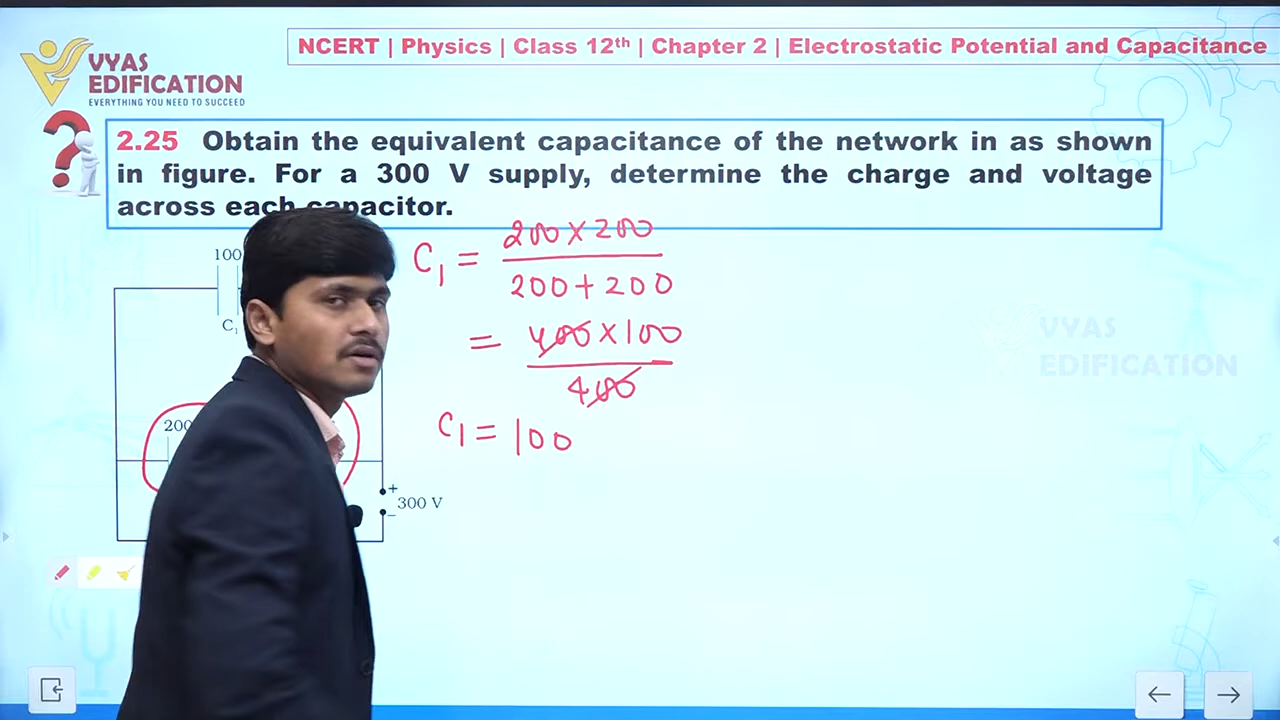 NCERT | Physics | Class 12th | Chapter 2 | Electrostatic Potential and Capacitance
VYAS
EDIFICATION
EVERYTHING YOU NEED TO SUCCEED
2.25 Obtain the equivalent capacitance of the network in as shown
in figure. For a 300 V supply, determine the charge and voltage
across each capacitor.
C₁ = 200 × 200
200 + 200
= 400 × 100
400
C₁ = 100
100
C₁
200
+
300 V
−
VYAS
EDIFICATION